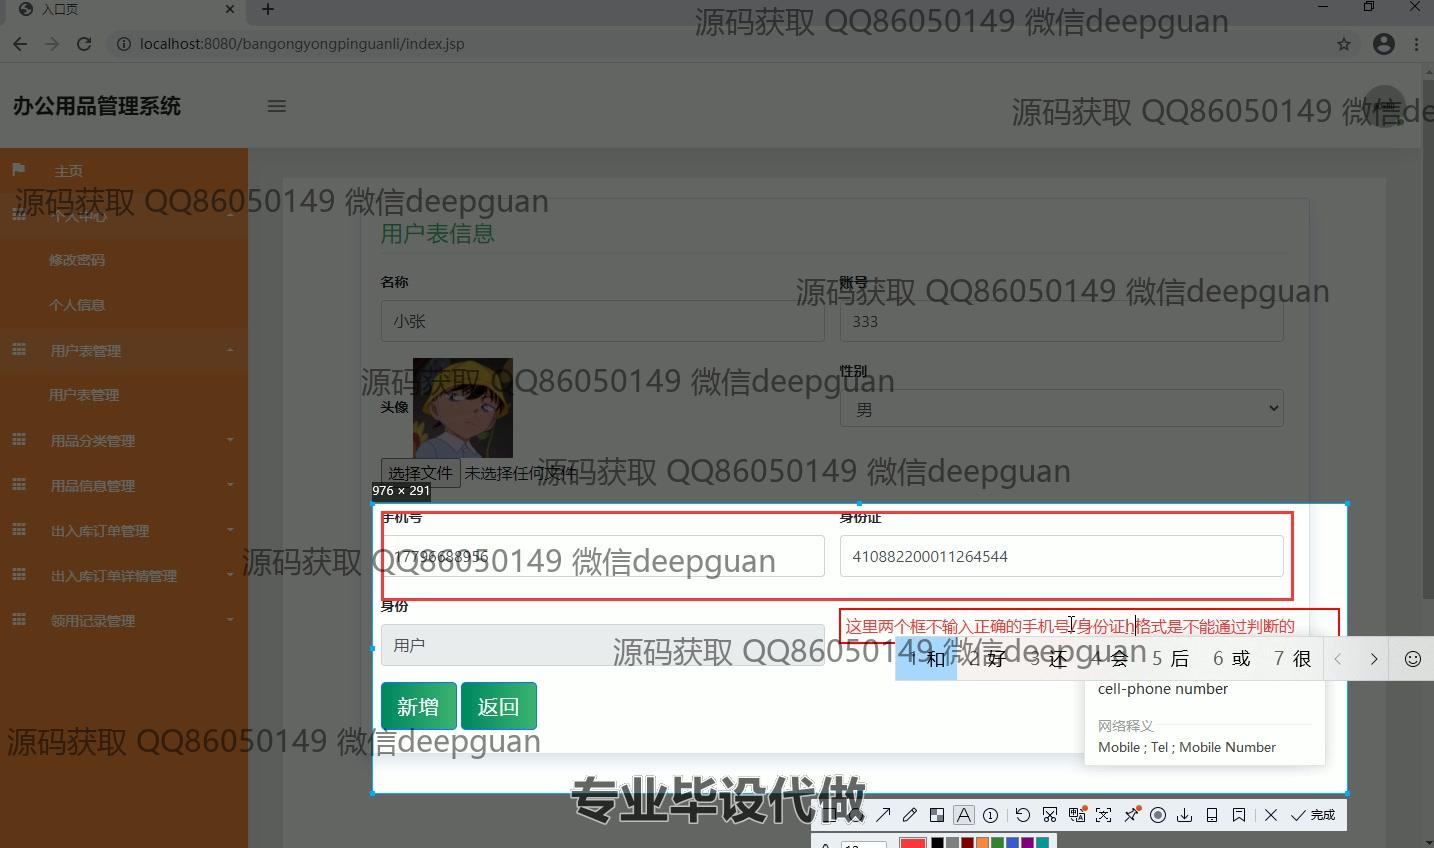 入口页
localhost:8080/bangongyongpinguanli/index.jsp
源码获取 QQ86050149 微信deepguan
办公用品管理系统
源码获取 QQ86050149 微信de
主页
源码获取 QQ86050149 微信deepguan
个人中心
修改密码
个人信息
用户表管理
用户表管理
用品分类管理
用品信息管理
出入库订单管理
出入库订单详情管理
领用记录管理
用户表信息
名称
账号
源码获取 QQ86050149 微信deepguan
小张
333
源码获取 QQ86050149 微信deepguan
头像
性别
男
选择文件 未选择任何文件
源码获取 QQ86050149 微信deepguan
976 × 291
手机号
身份证
17796688956
410882200011264544
源码获取 QQ86050149 微信deepguan
身份
这里两个框不输入正确的手机号/身份证h格式是不能通过判断的
用户
源码获取 QQ86050149 微信deepguan
1 和 2 好 3 还 4 会 5 后 6 或 7 很
cell-phone number
新增 返回
网络释义
Mobile ; Tel ; Mobile Number
源码获取 QQ86050149 微信deepguan
专业毕设代做
完成